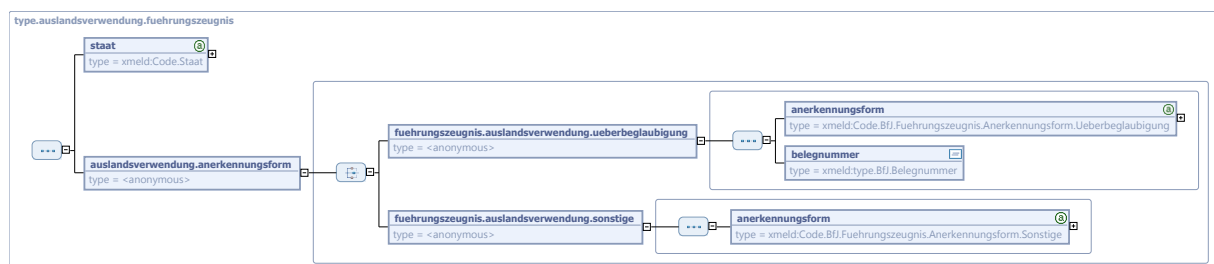 type.auslandsverwendung.fuehrungszeugnis
staat
a
type = xmeld:Code.Staat
auslandsverwendung.anerkennungsform
type = <anonymous>
fuehrungszeugnis.auslandsverwendung.ueberbeglaubigung
type = <anonymous>
anerkennungsform
a
type = xmeld:Code.BfJ.Fuehrungszeugnis.Anerkennungsform.Ueberbeglaubigung
belegnummer
type = xmeld:type.BfJ.Belegnummer
fuehrungszeugnis.auslandsverwendung.sonstige
type = <anonymous>
anerkennungsform
a
type = xmeld:Code.BfJ.Fuehrungszeugnis.Anerkennungsform.Sonstige